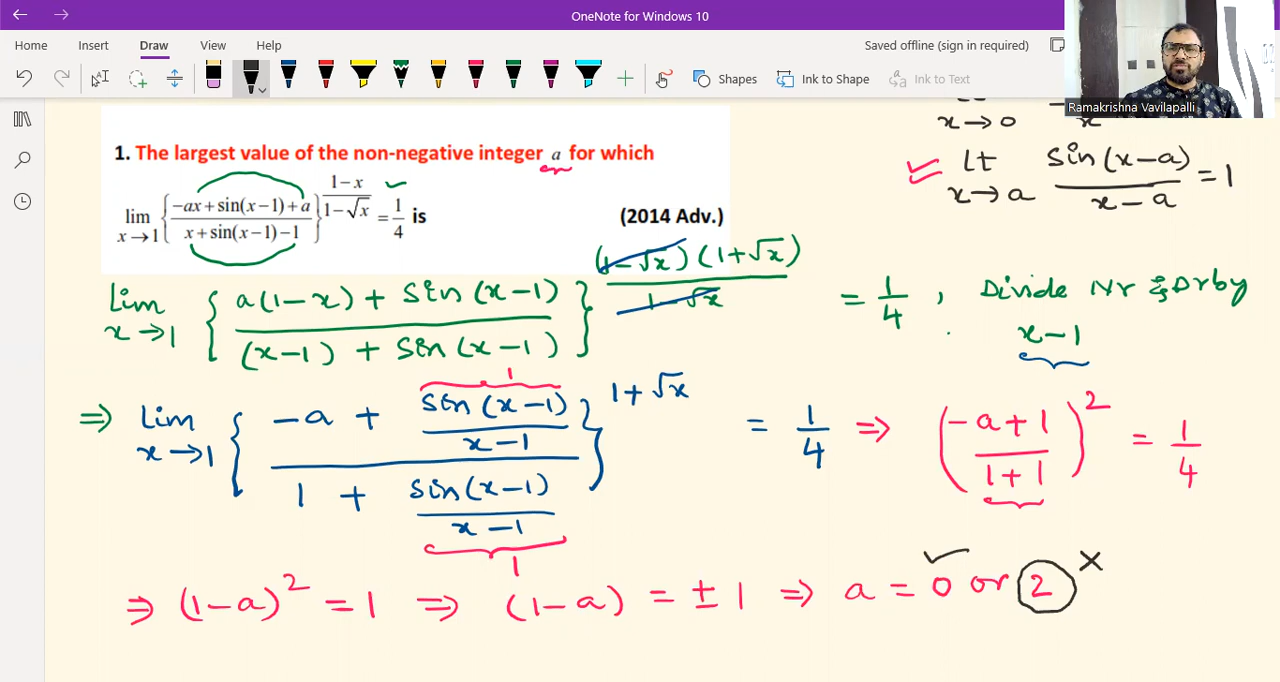 OneNote for Windows 10
Home Insert Draw View Help Saved offline (sign in required)
Shapes Ink to Shape Ink to Text
Ramakrishna Vavilapalli
x→0 x
Lt sin(x-a)/(x-a) = 1
x→a
1. The largest value of the non-negative integer a for which
lim x→1 {(-ax + sin(x-1) + a)/(x + sin(x-1) - 1)}^((1-x)/(1-√x)) = 1/4 is (2014 Adv.)
Lim x→1 {(a(1-x) + sin(x-1))/((x-1) + sin(x-1))}^((1-√x)(1+√x)/(1-√x)) = 1/4 , Divide Nr & Dr by
x-1
⇒ Lim x→1 {(-a + sin(x-1)/(x-1))/(1 + sin(x-1)/(x-1))}^(1+√x) = 1/4 ⇒ ((-a+1)/(1+1))^2 = 1/4
1
1
⇒ (1-a)^2 = 1 ⇒ (1-a) = ±1 ⇒ a = 0 or 2 ×